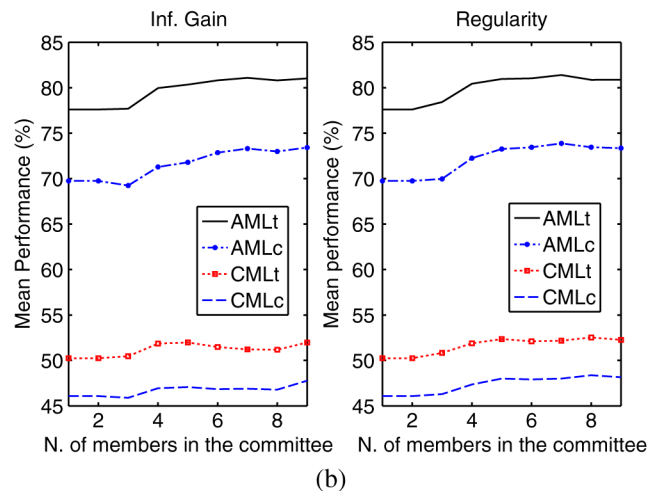 Inf. Gain
Mean Performance (%)
85
80
75
70
65
60
55
50
45
2
4
6
8
N. of members in the committee
AMLt
AMLc
CMLt
CMLc
Regularity
Mean performance (%)
85
80
75
70
65
60
55
50
45
2
4
6
8
N. of members in the committee
AMLt
AMLc
CMLt
CMLc
(b)